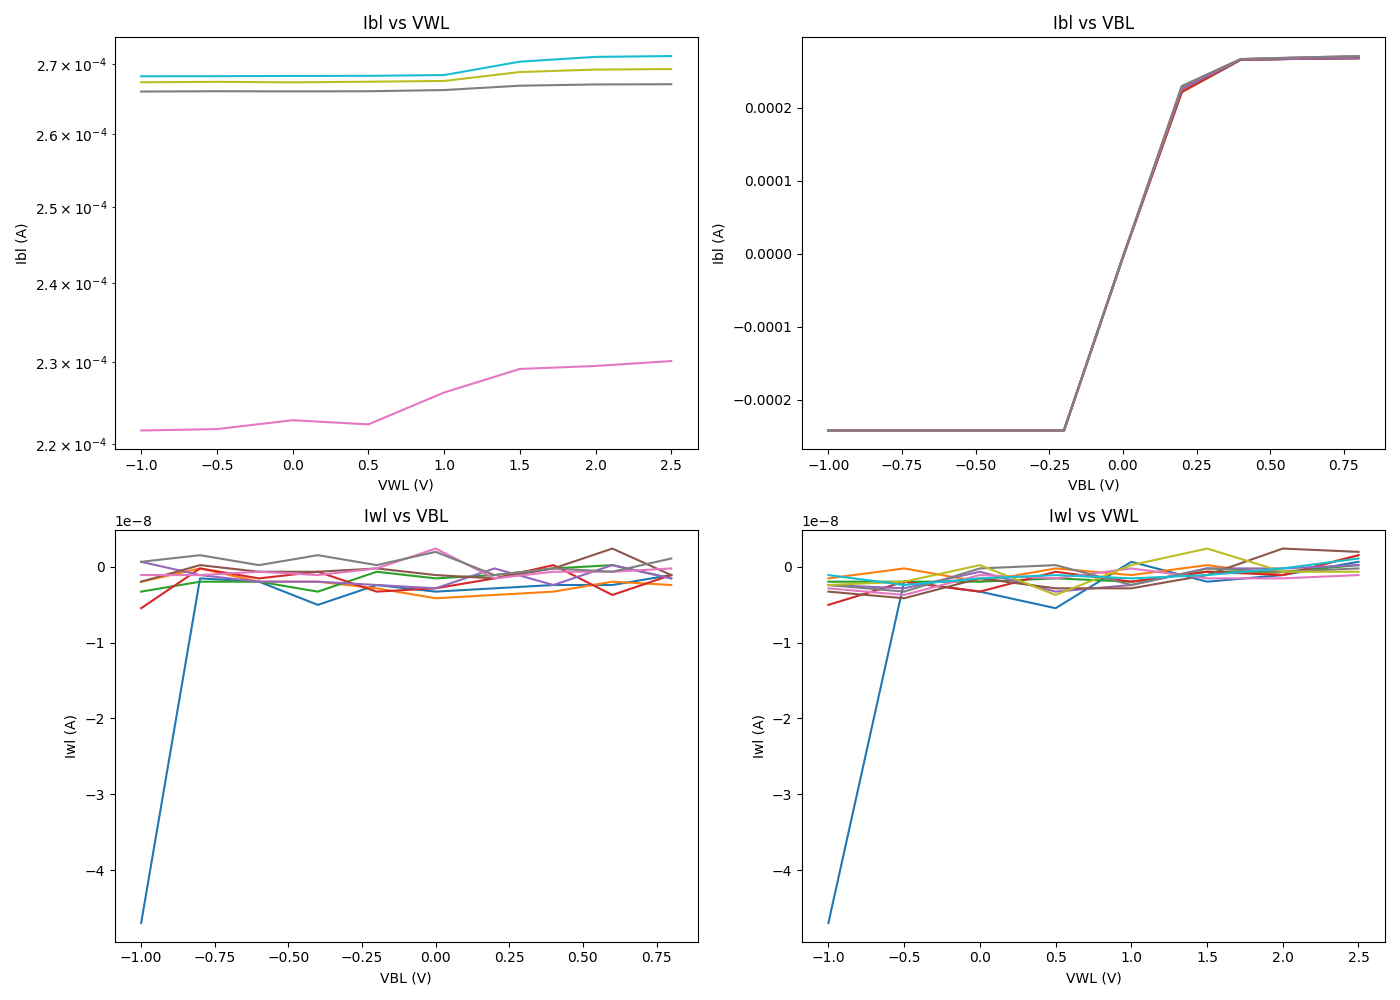 Ibl vs VWL
Ibl (A)
2.7 × 10⁻⁴
2.6 × 10⁻⁴
2.5 × 10⁻⁴
2.4 × 10⁻⁴
2.3 × 10⁻⁴
2.2 × 10⁻⁴
−1.0 −0.5 0.0 0.5 1.0 1.5 2.0 2.5
VWL (V)
Ibl vs VBL
Ibl (A)
0.0002
0.0001
0.0000
−0.0001
−0.0002
−1.00 −0.75 −0.50 −0.25 0.00 0.25 0.50 0.75
VBL (V)
Iwl vs VBL
1e−8
Iwl (A)
0
−1
−2
−3
−4
−1.00 −0.75 −0.50 −0.25 0.00 0.25 0.50 0.75
VBL (V)
Iwl vs VWL
1e−8
Iwl (A)
0
−1
−2
−3
−4
−1.0 −0.5 0.0 0.5 1.0 1.5 2.0 2.5
VWL (V)